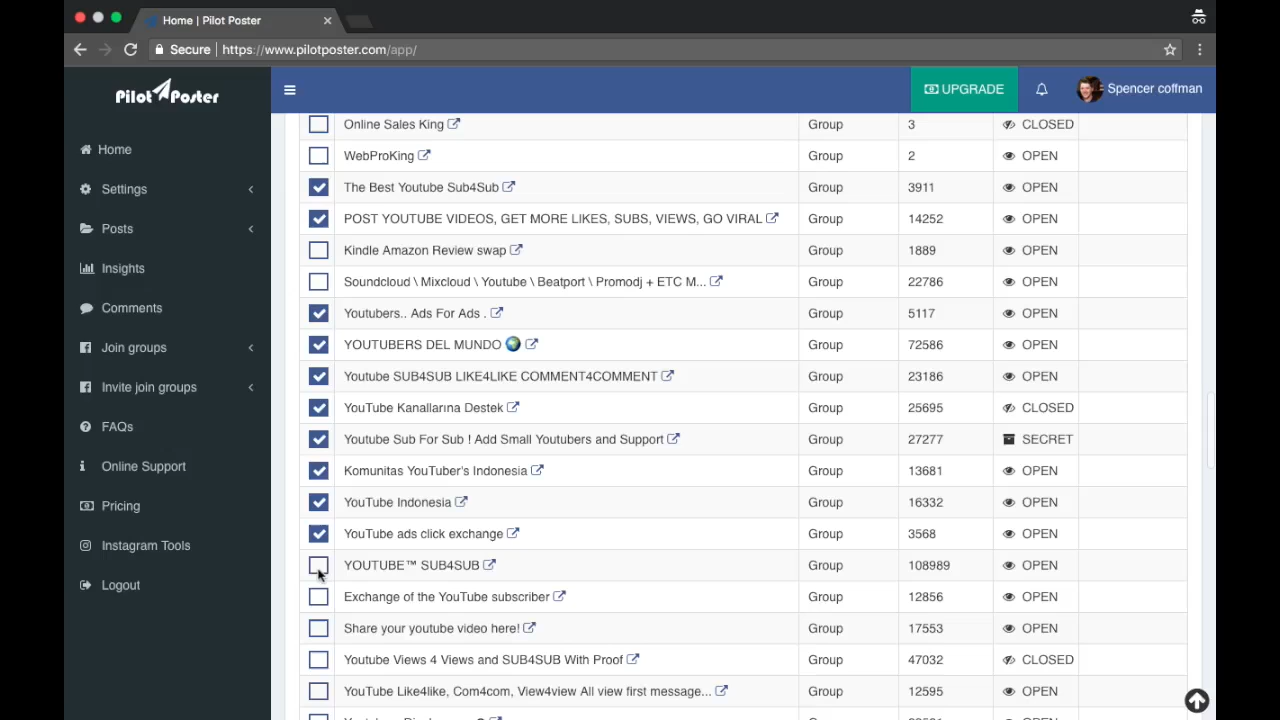 Home | Pilot Poster
Secure https://www.pilotposter.com/app/
Pilot Poster
UPGRADE
Spencer coffman
Home
Settings
Posts
Insights
Comments
Join groups
Invite join groups
FAQs
Online Support
Pricing
Instagram Tools
Logout
Online Sales King Group 3 CLOSED
WebProKing Group 2 OPEN
The Best Youtube Sub4Sub Group 3911 OPEN
POST YOUTUBE VIDEOS, GET MORE LIKES, SUBS, VIEWS, GO VIRAL Group 14252 OPEN
Kindle Amazon Review swap Group 1889 OPEN
Soundcloud \ Mixcloud \ Youtube \ Beatport \ Promodj + ETC M... Group 22786 OPEN
Youtubers.. Ads For Ads . Group 5117 OPEN
YOUTUBERS DEL MUNDO 🌍 Group 72586 OPEN
Youtube SUB4SUB LIKE4LIKE COMMENT4COMMENT Group 23186 OPEN
YouTube Kanallarına Destek Group 25695 CLOSED
Youtube Sub For Sub ! Add Small Youtubers and Support Group 27277 SECRET
Komunitas YouTuber's Indonesia Group 13681 OPEN
YouTube Indonesia Group 16332 OPEN
YouTube ads click exchange Group 3568 OPEN
YOUTUBE™ SUB4SUB Group 108989 OPEN
Exchange of the YouTube subscriber Group 12856 OPEN
Share your youtube video here! Group 17553 OPEN
Youtube Views 4 Views and SUB4SUB With Proof Group 47032 CLOSED
YouTube Like4like, Com4com, View4view All view first message... Group 12595 OPEN